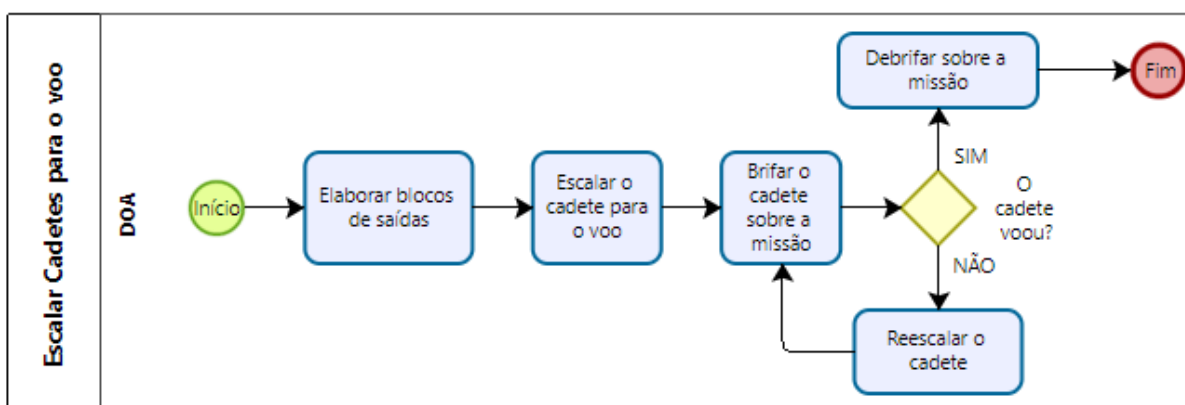 Escalar Cadetes para o voo
DOA
Início
Elaborar blocos
de saídas
Escalar o
cadete para
o voo
Brifar o
cadete
sobre a
missão
O
cadete
voou?
SIM
Debrifar sobre a
missão
Fim
NÃO
Reescalar o
cadete